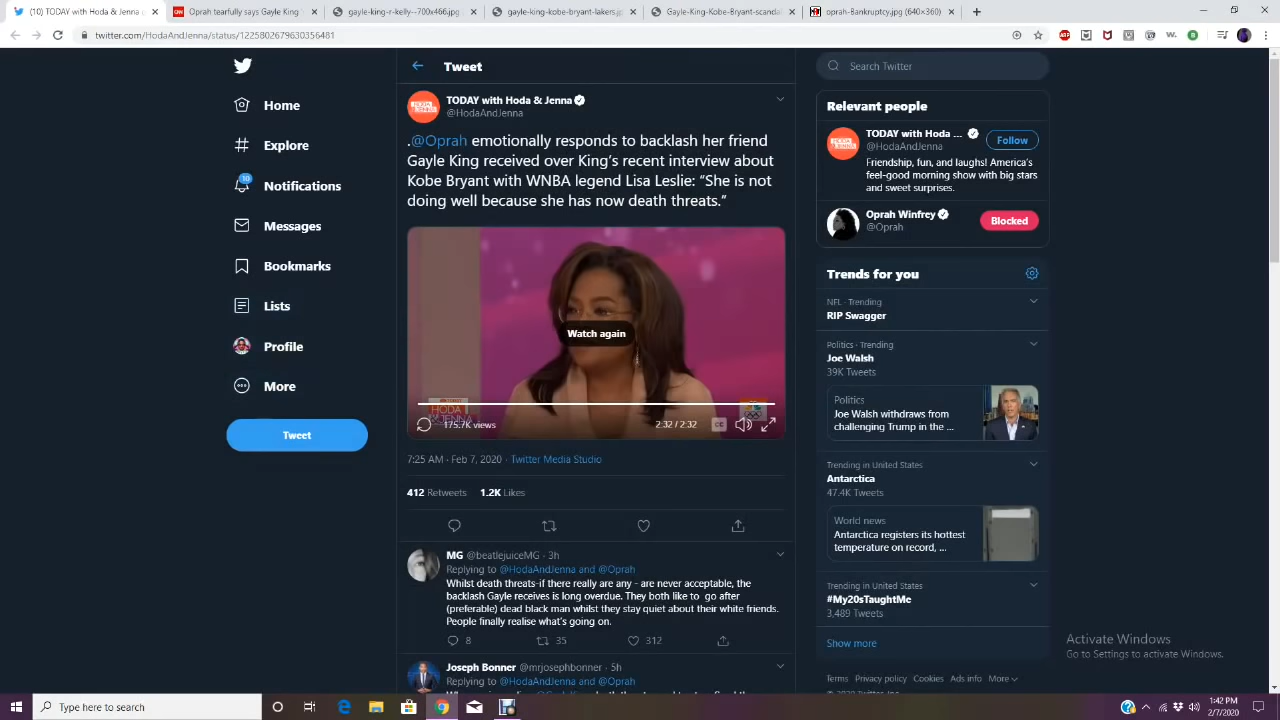 (10) TODAY with Hoda &
Oprah tearfully says Gayle King
gayle-king-r-kelly--700x466.jpg
gayle-king-kobe-bryant-lakers.jp
Gayle-King-Kobe-Bryant-scandal
oprah-Bankruptcy.jpg (640×360)
twitter.com/HodaAndJenna/status/1225802679630356481
Home
Explore
10
Notifications
Messages
Bookmarks
Lists
Profile
More
Tweet
Tweet
TODAY with Hoda & Jenna
@HodaAndJenna
.@Oprah emotionally responds to backlash her friend
Gayle King received over King's recent interview about
Kobe Bryant with WNBA legend Lisa Leslie: “She is not
doing well because she has now death threats.”
Watch again
HODA
JENNA
175.7K views
2:32 / 2:32
CC
7:25 AM · Feb 7, 2020 · Twitter Media Studio
412 Retweets 1.2K Likes
MG @beatlejuiceMG · 3h
Replying to @HodaAndJenna and @Oprah
Whilst death threats-if there really are any - are never acceptable, the
backlash Gayle receives is long overdue. They both like to go after
(preferable) dead black man whilst they stay quiet about their white friends.
People finally realise what's going on.
8 35 312
Joseph Bonner @mrjosephbonner · 5h
Replying to @HodaAndJenna and @Oprah
Search Twitter
Relevant people
TODAY with Hoda ...
@HodaAndJenna
Follow
Friendship, fun, and laughs! America's
feel-good morning show with big stars
and sweet surprises.
Oprah Winfrey
@Oprah
Blocked
Trends for you
NFL · Trending
RIP Swagger
Politics · Trending
Joe Walsh
39K Tweets
Politics
Joe Walsh withdraws from
challenging Trump in the ...
Trending in United States
Antarctica
47.4K Tweets
World news
Antarctica registers its hottest
temperature on record, ...
Trending in United States
#My20sTaughtMe
3,489 Tweets
Show more
Terms Privacy policy Cookies Ads info More
Activate Windows
Go to Settings to activate Windows.
Type here to search
1:42 PM
2/7/2020